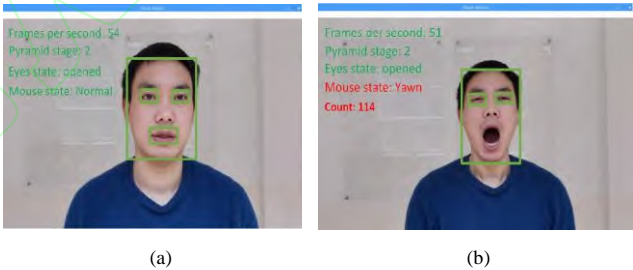 Frames per second: 54
Pyramid stage: 2
Eyes state: opened
Mouse state: Normal
Frames per second: 51
Pyramid stage: 2
Eyes state: opened
Mouse state: Yawn
Count: 114
(a)
(b)